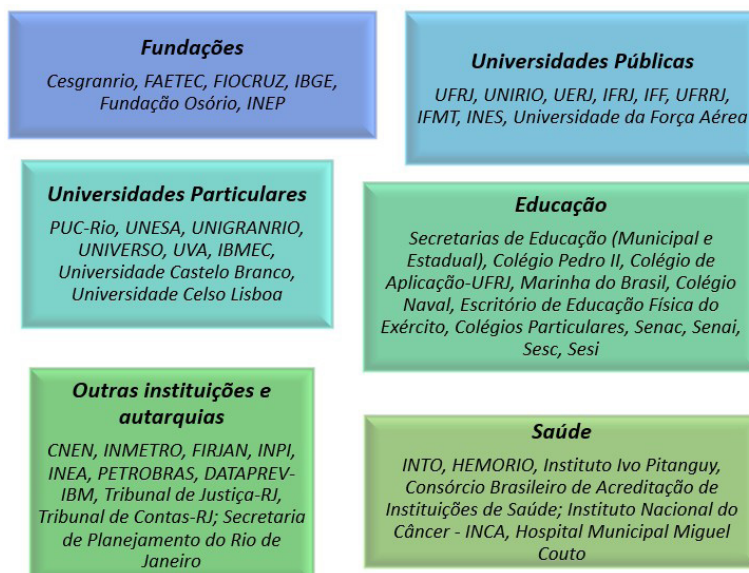 Fundações
Cesgranrio, FAETEC, FIOCRUZ, IBGE,
Fundação Osório, INEP
Universidades Públicas
UFRJ, UNIRIO, UERJ, IFRJ, IFF, UFRRJ,
IFMT, INES, Universidade da Força Aérea
Universidades Particulares
PUC-Rio, UNESA, UNIGRANRIO,
UNIVERSO, UVA, IBMEC,
Universidade Castelo Branco,
Universidade Celso Lisboa
Educação
Secretarias de Educação (Municipal e
Estadual), Colégio Pedro II, Colégio de
Aplicação-UFRJ, Marinha do Brasil, Colégio
Naval, Escritório de Educação Física do
Exército, Colégios Particulares, Senac, Senai,
Sesc, Sesi
Outras instituições e
autarquias
CNEN, INMETRO, FIRJAN, INPI,
INEA, PETROBRAS, DATAPREV-
IBM, Tribunal de Justiça-RJ,
Tribunal de Contas-RJ; Secretaria
de Planejamento do Rio de
Janeiro
Saúde
INTO, HEMORIO, Instituto Ivo Pitanguy,
Consórcio Brasileiro de Acreditação de
Instituições de Saúde; Instituto Nacional do
Câncer - INCA, Hospital Municipal Miguel
Couto